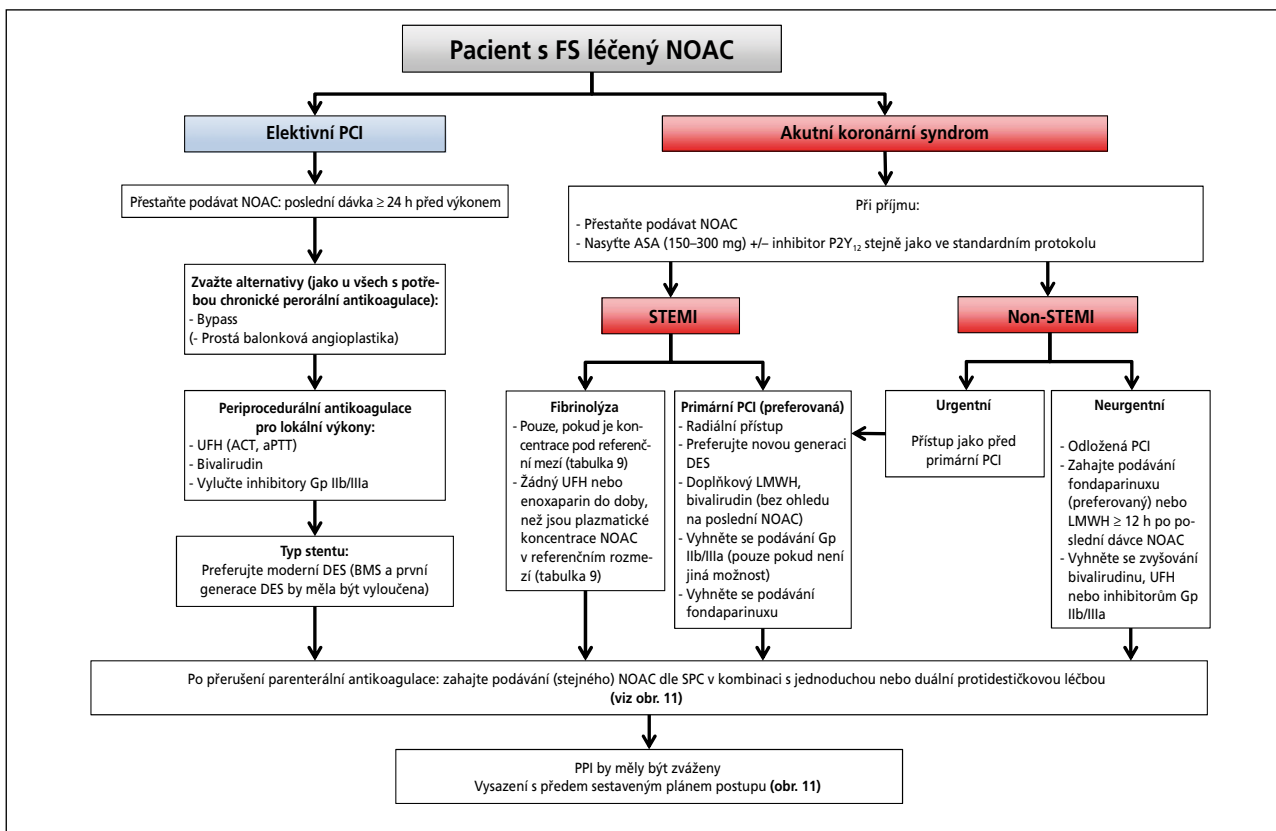 Pacient s FS léčený NOAC
Elektivní PCI
Akutní koronární syndrom
Přestaňte podávat NOAC: poslední dávka ≥ 24 h před výkonem
Při příjmu:
- Přestaňte podávat NOAC
- Nasyťte ASA (150–300 mg) +/– inhibitor P2Y₁₂ stejně jako ve standardním protokolu
Zvažte alternativy (jako u všech s potře-
bou chronické perorální antikoagulace):
- Bypass
(- Prostá balonková angioplastika)
STEMI
Non-STEMI
Periprocedurální antikoagulace
pro lokální výkony:
- UFH (ACT, aPTT)
- Bivalirudin
- Vylučte inhibitory Gp IIb/IIIa
Fibrinolýza
- Pouze, pokud je kon-
centrace pod referenč-
ní mezí (tabulka 9)
- Žádný UFH nebo
enoxaparin do doby,
než jsou plazmatické
koncentrace NOAC
v referenčním rozme-
zí (tabulka 9)
Primární PCI (preferovaná)
- Radiální přístup
- Preferujte novou generaci
DES
- Doplňkový LMWH,
bivalirudin (bez ohledu
na poslední NOAC)
- Vyhněte se podávání Gp
IIb/IIIa (pouze pokud není
jiná možnost)
- Vyhněte se podávání
fondaparinuxu
Urgentní
Přístup jako před
primární PCI
Neurgentní
- Odložená PCI
- Zahajte podávání
fondaparinuxu
(preferovaný) nebo
LMWH ≥ 12 h po po-
slední dávce NOAC
- Vyhněte se zvyšování
bivalirudinu, UFH
nebo inhibitorům Gp
IIb/IIIa
Typ stentu:
Preferujte moderní DES (BMS a první
generace DES by měla být vyloučena)
Po přerušení parenterální antikoagulace: zahajte podávání (stejného) NOAC dle SPC v kombinaci s jednoduchou nebo duální protidestičkovou léčbou
(viz obr. 11)
PPI by měly být zváženy
Vysazení s předem sestaveným plánem postupu (obr. 11)